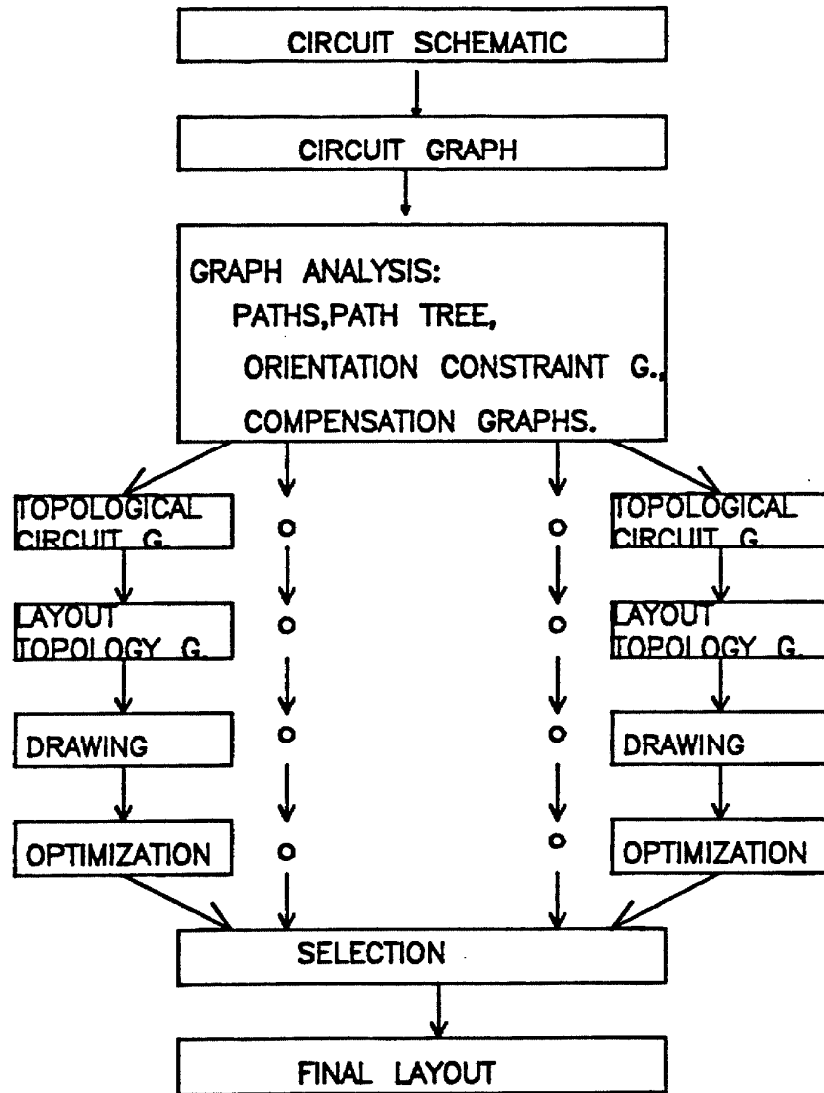 CIRCUIT SCHEMATIC
CIRCUIT GRAPH
GRAPH ANALYSIS:
PATHS,PATH TREE,
ORIENTATION CONSTRAINT G.,
COMPENSATION GRAPHS.
TOPOLOGICAL
CIRCUIT G.
LAYOUT
TOPOLOGY G.
DRAWING
OPTIMIZATION
TOPOLOGICAL
CIRCUIT G.
LAYOUT
TOPOLOGY G.
DRAWING
OPTIMIZATION
SELECTION
FINAL LAYOUT